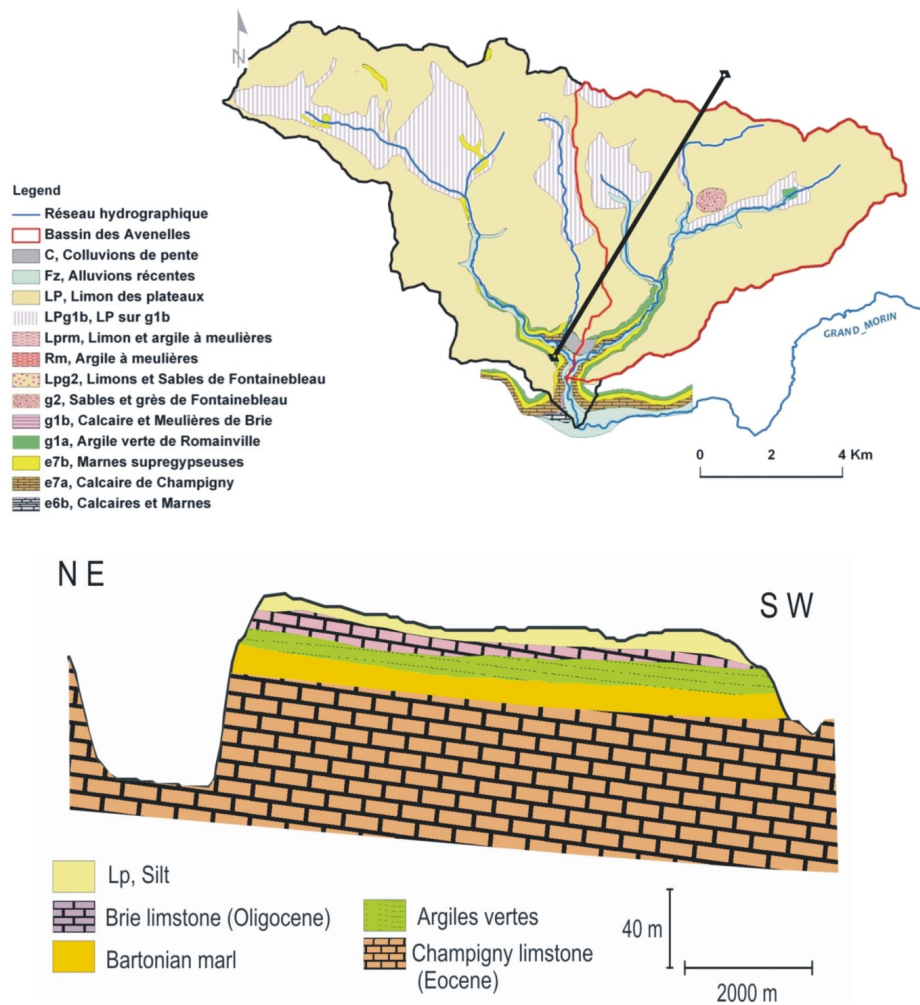 N
Legend
Réseau hydrographique
Bassin des Avenelles
C, Colluvions de pente
Fz, Alluvions récentes
LP, Limon des plateaux
LPg1b, LP sur g1b
Lprm, Limon et argile à meulières
Rm, Argile à meulières
Lpg2, Limons et Sables de Fontainebleau
g2, Sables et grès de Fontainebleau
g1b, Calcaire et Meulières de Brie
g1a, Argile verte de Romainville
e7b, Marnes supregypseuses
e7a, Calcaire de Champigny
e6b, Calcaires et Marnes
GRAND_MORIN
0 2 4 Km
NE
SW
Lp, Silt
Brie limstone (Oligocene)
Bartonian marl
Argiles vertes
Champigny limstone
(Eocene)
40 m
2000 m